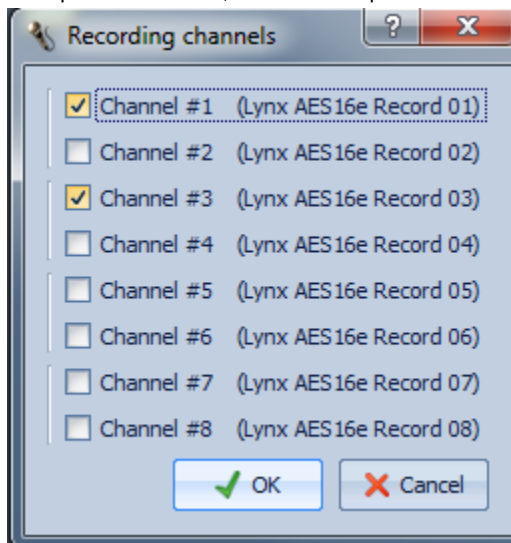 Recording channels
Channel #1 (Lynx AES16e Record 01)
Channel #2 (Lynx AES16e Record 02)
Channel #3 (Lynx AES16e Record 03)
Channel #4 (Lynx AES16e Record 04)
Channel #5 (Lynx AES16e Record 05)
Channel #6 (Lynx AES16e Record 06)
Channel #7 (Lynx AES16e Record 07)
Channel #8 (Lynx AES16e Record 08)
OK Cancel